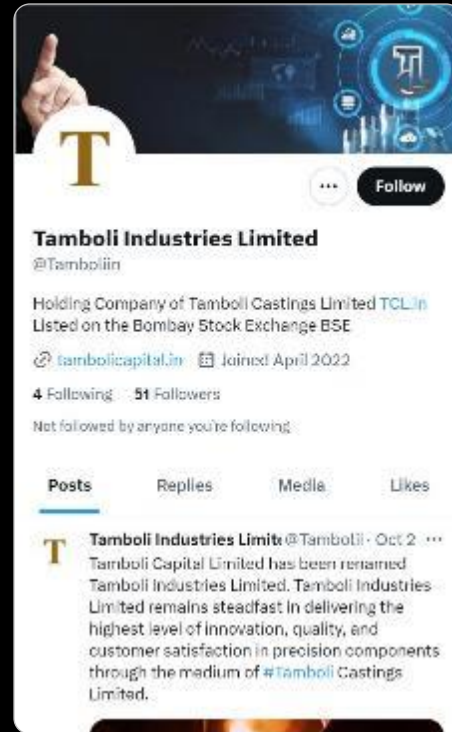 T
Follow
Tamboli Industries Limited
@Tamboliin
Holding Company of Tamboli Castings Limited TCL.in
Listed on the Bombay Stock Exchange BSE
tambolicapital.in Joined April 2022
4 Following 51 Followers
Not followed by anyone you're following
Posts Replies Media Likes
T
Tamboli Industries Limite @Tambolii · Oct 2 ...
Tamboli Capital Limited has been renamed
Tamboli Industries Limited. Tamboli Industries
Limited remains steadfast in delivering the
highest level of innovation, quality, and
customer satisfaction in precision components
through the medium of #Tamboli Castings
Limited.